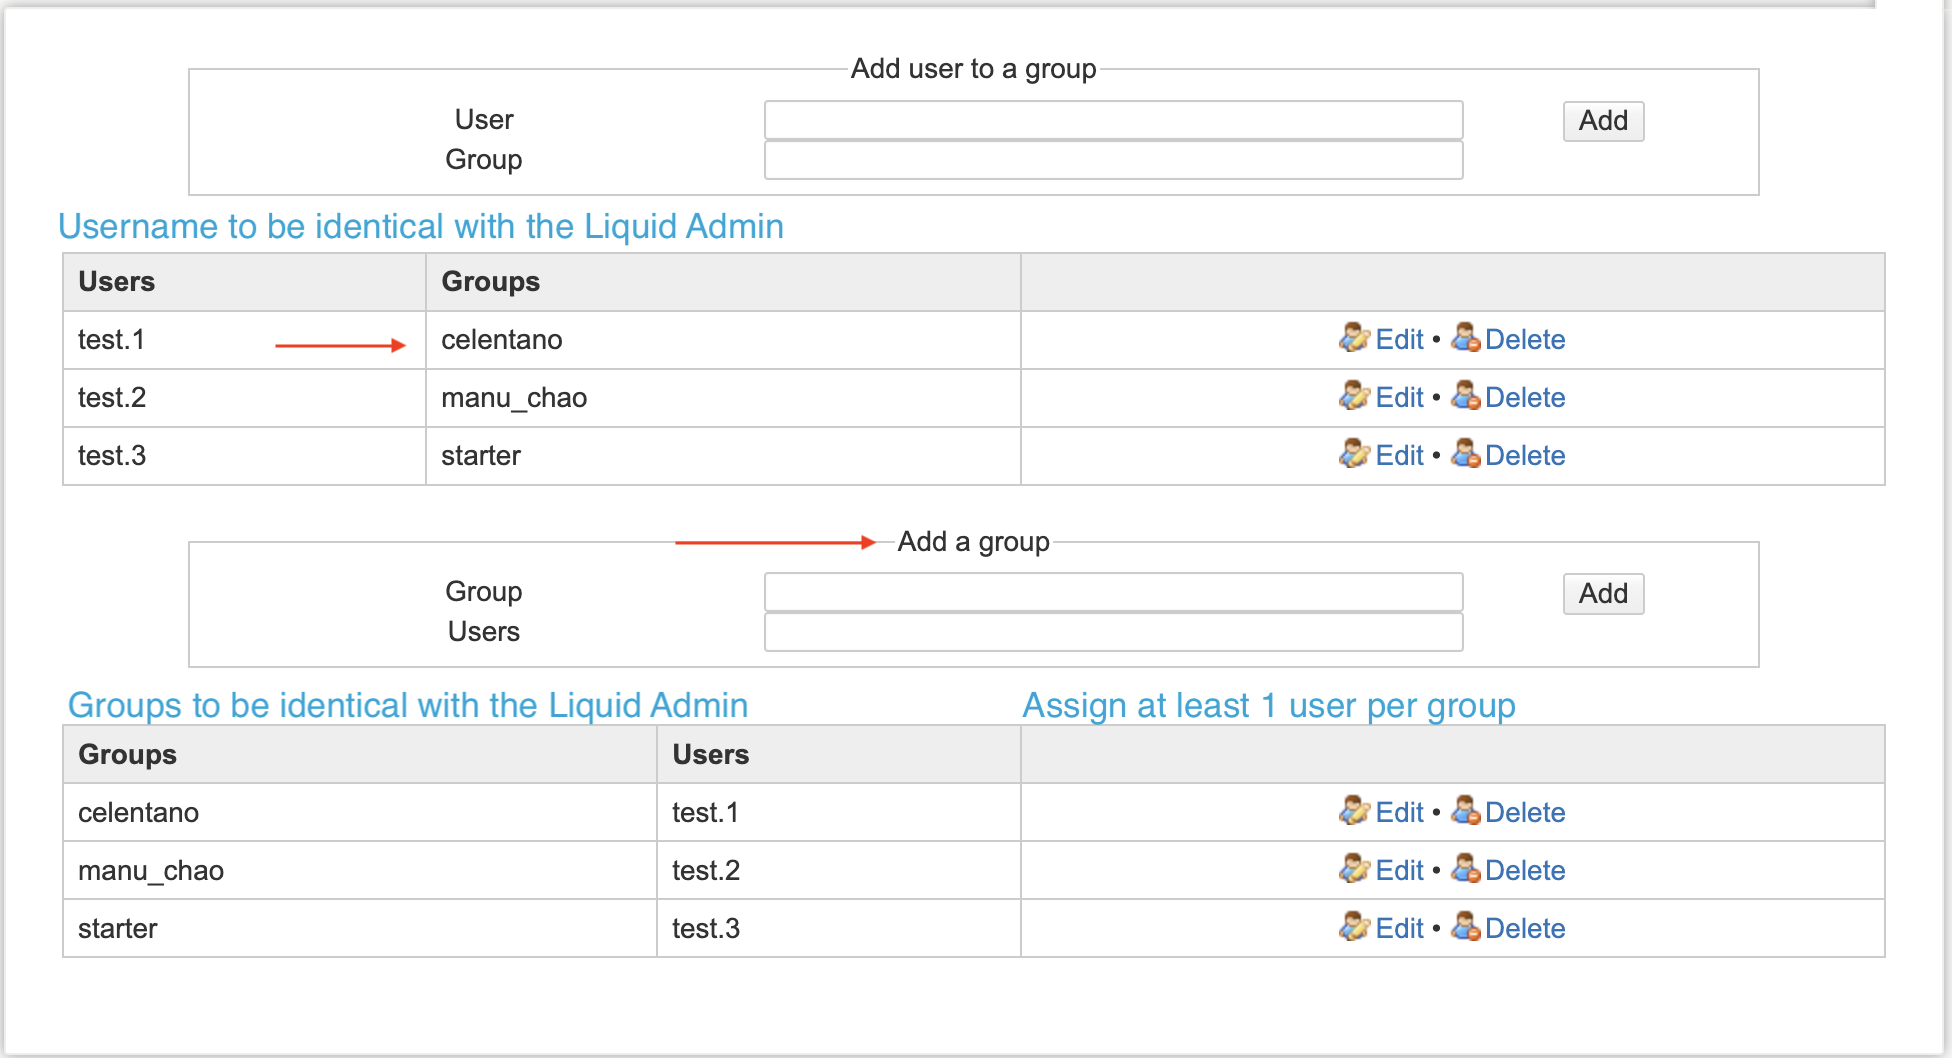 Add user to a group
User Add
Group
Username to be identical with the Liquid Admin
Users Groups
test.1 celentano Edit • Delete
test.2 manu_chao Edit • Delete
test.3 starter Edit • Delete
Add a group
Group Add
Users
Groups to be identical with the Liquid Admin Assign at least 1 user per group
Groups Users
celentano test.1 Edit • Delete
manu_chao test.2 Edit • Delete
starter test.3 Edit • Delete